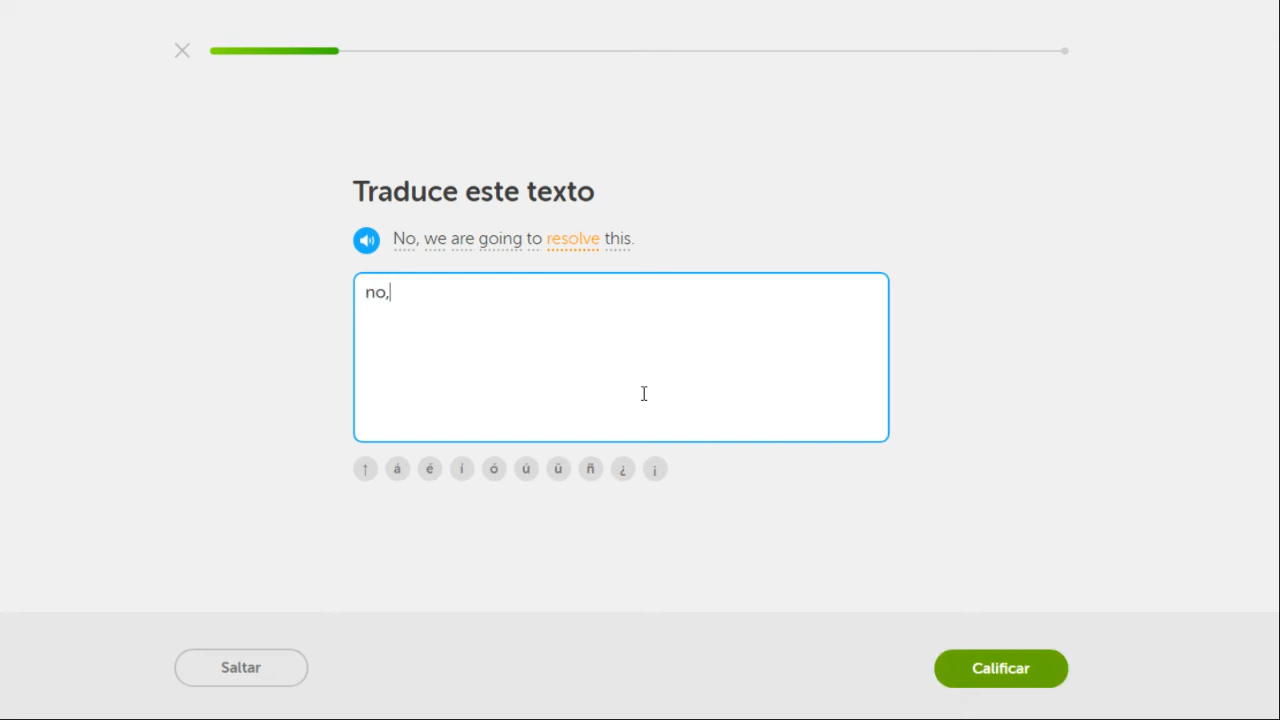 Traduce este texto
No, we are going to resolve this.
no,
↑ á é í ó ú ü ñ ¿ ¡
Saltar
Calificar